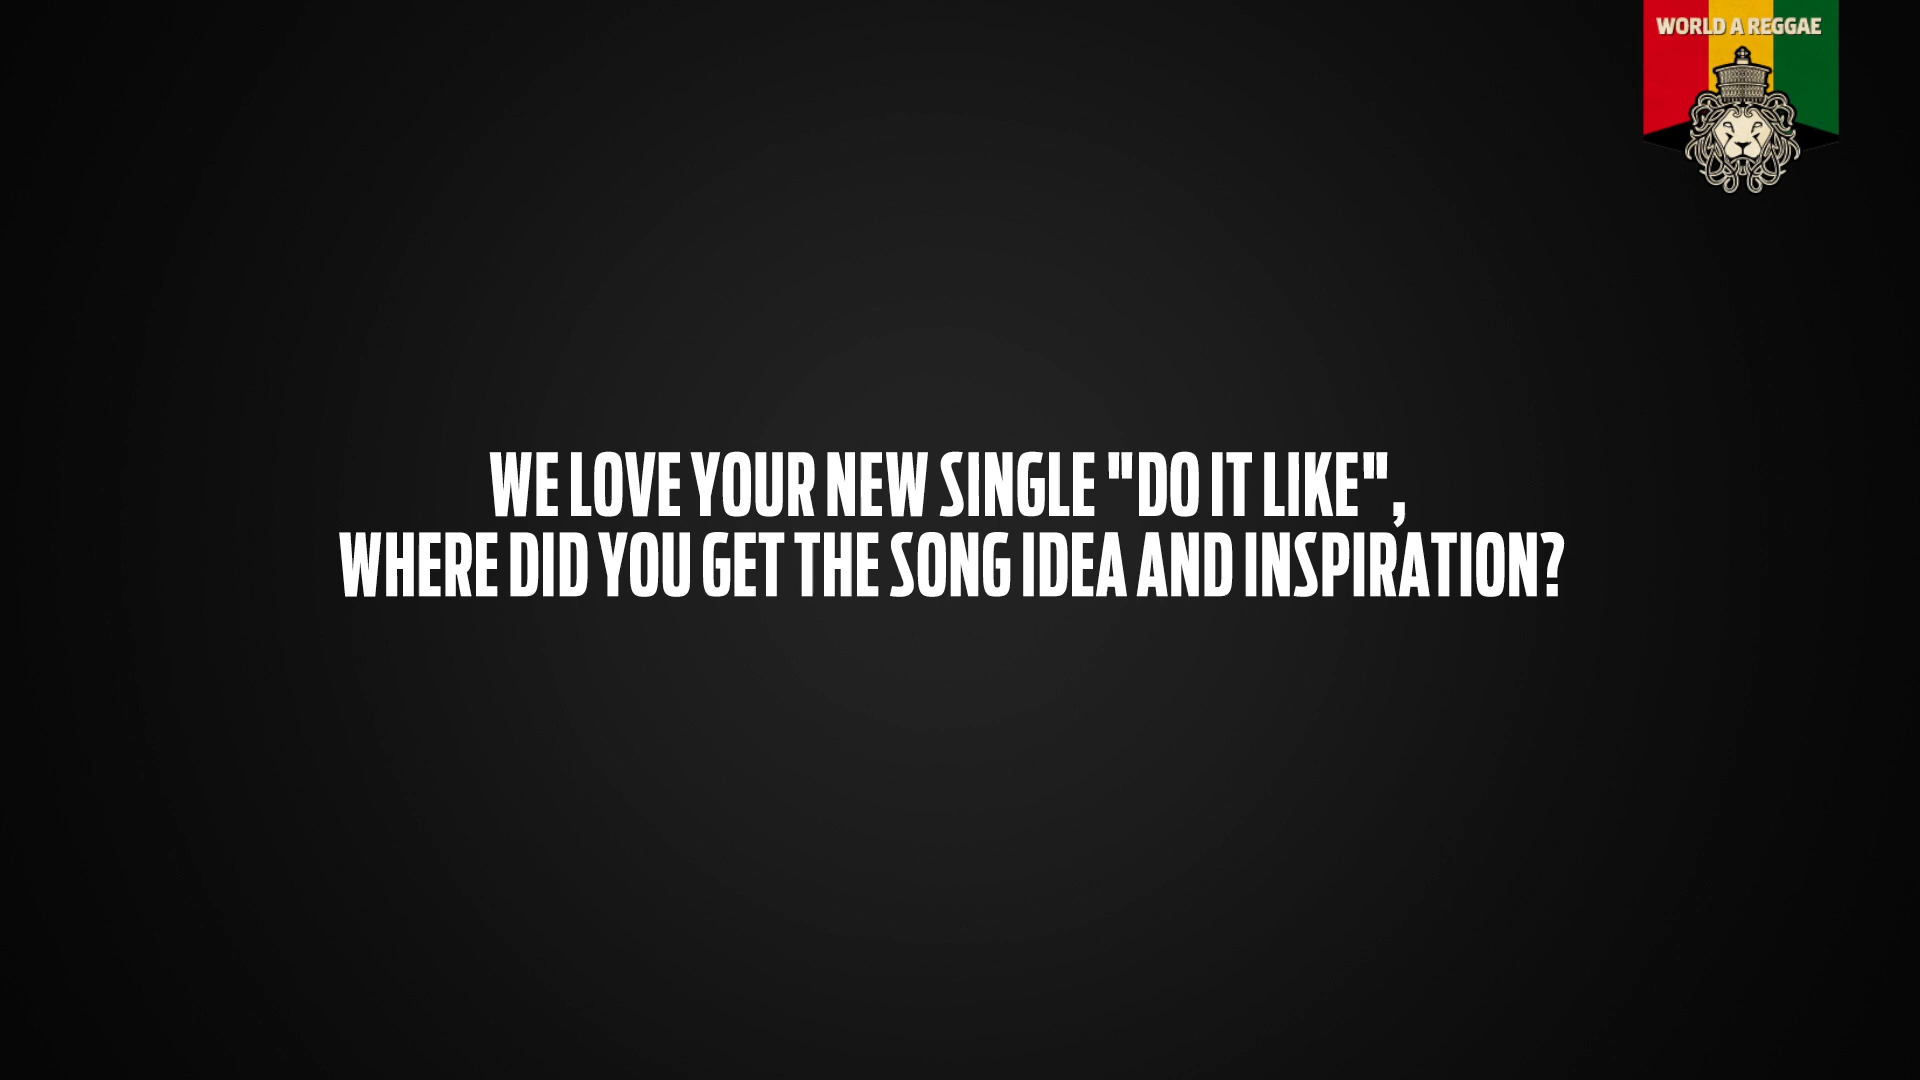 WORLD A REGGAE
WE LOVE YOUR NEW SINGLE "DO IT LIKE",
WHERE DID YOU GET THE SONG IDEA AND INSPIRATION?